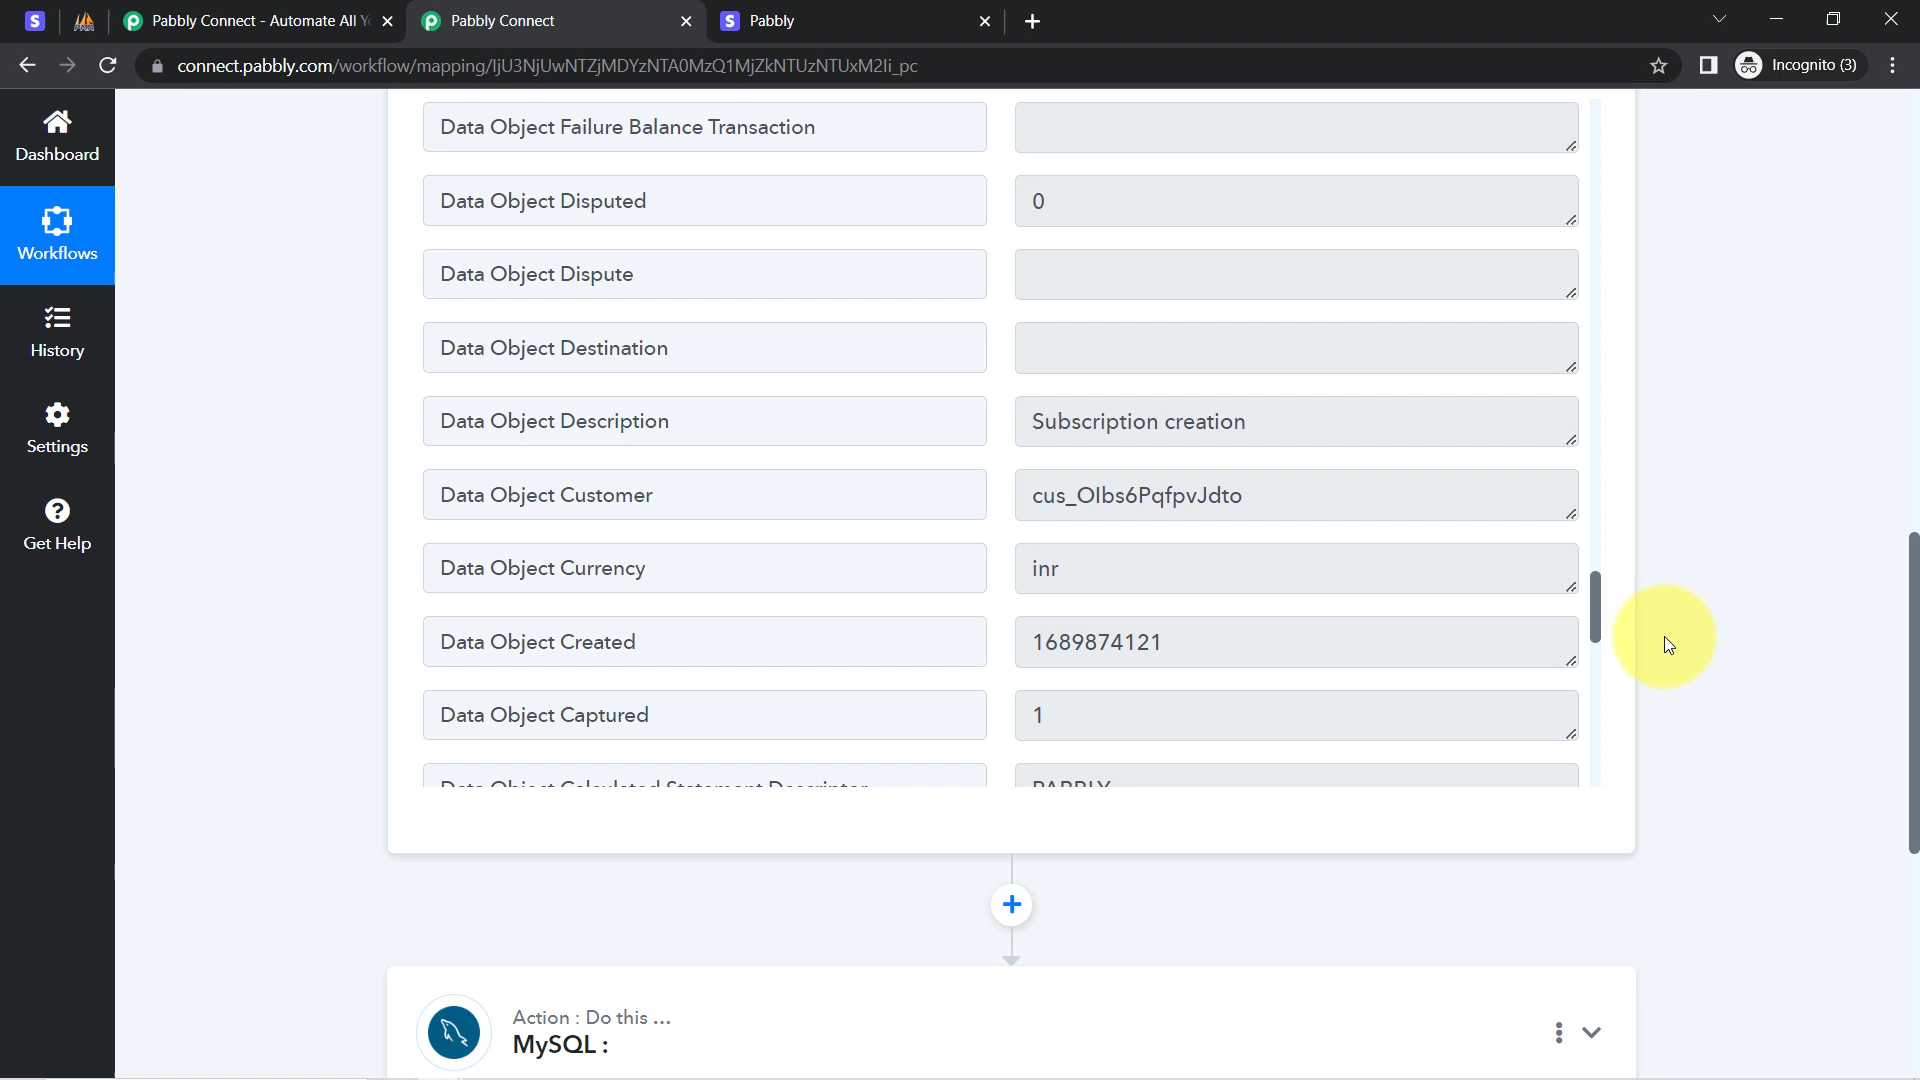 Pabbly Connect - Automate All Y
Pabbly Connect
Pabbly
connect.pabbly.com/workflow/mapping/IjU3NjUwNTZjMDYzNTA0MzQ1MjZkNTUzNTUxM2Ii_pc
Incognito (3)
Dashboard
Workflows
History
Settings
Get Help
Data Object Failure Balance Transaction
Data Object Disputed
0
Data Object Dispute
Data Object Destination
Data Object Description
Subscription creation
Data Object Customer
cus_OIbs6PqfpvJdto
Data Object Currency
inr
Data Object Created
1689874121
Data Object Captured
1
Data Object Calculated Statement Descriptor
PABBLY
Action : Do this ...
MySQL :